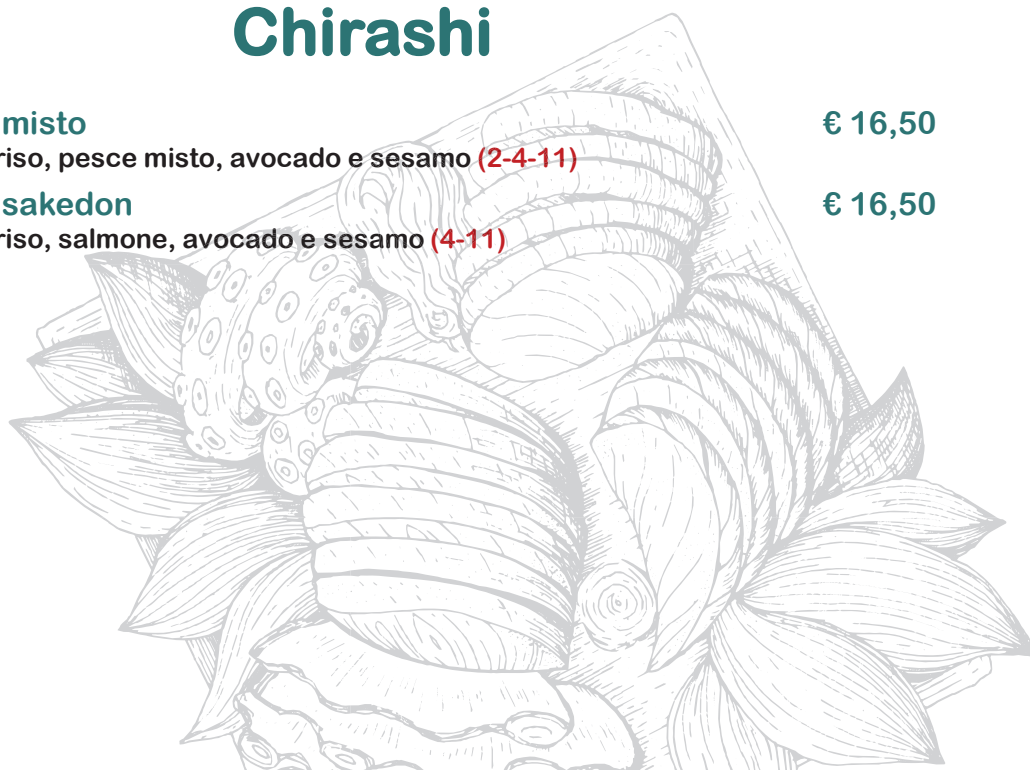 Chirashi
misto € 16,50
riso, pesce misto, avocado e sesamo (2-4-11)
sakedon € 16,50
riso, salmone, avocado e sesamo (4-11)